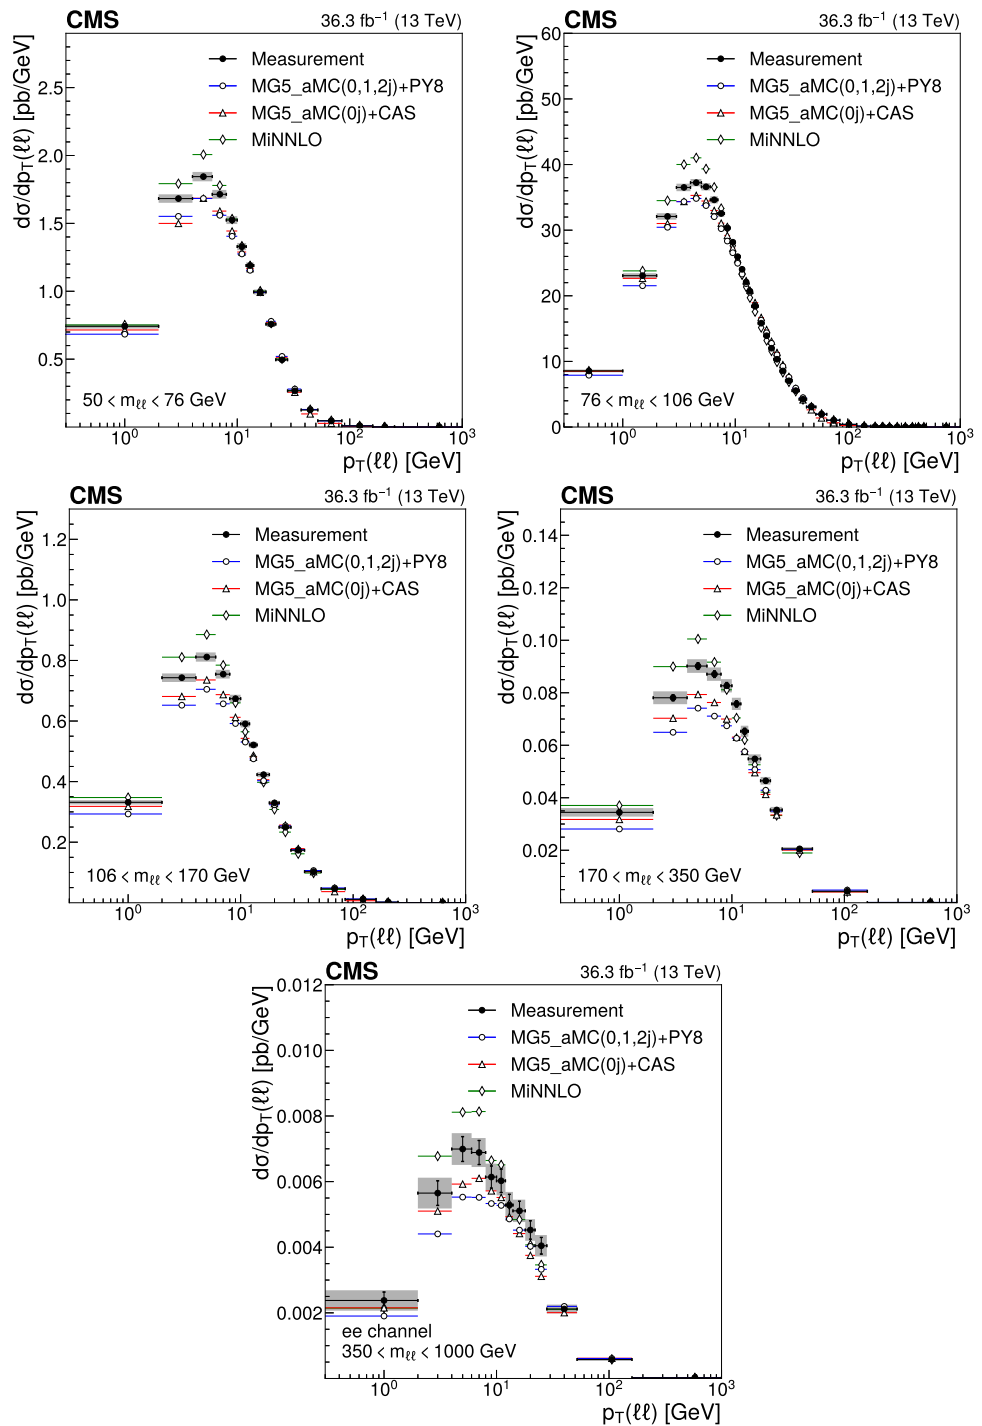 CMS
36.3 fb⁻¹ (13 TeV)
dσ/dp_T(ℓℓ) [pb/GeV]
Measurement
MG5_aMC(0,1,2j)+PY8
MG5_aMC(0j)+CAS
MiNNLO
2.5
2.0
1.5
1.0
0.5
50 < m_ℓℓ < 76 GeV
10⁰ 10¹ 10² 10³
p_T(ℓℓ) [GeV]
CMS
36.3 fb⁻¹ (13 TeV)
dσ/dp_T(ℓℓ) [pb/GeV]
Measurement
MG5_aMC(0,1,2j)+PY8
MG5_aMC(0j)+CAS
MiNNLO
60
50
40
30
20
10
0
76 < m_ℓℓ < 106 GeV
10⁰ 10¹ 10² 10³
p_T(ℓℓ) [GeV]
CMS
36.3 fb⁻¹ (13 TeV)
dσ/dp_T(ℓℓ) [pb/GeV]
Measurement
MG5_aMC(0,1,2j)+PY8
MG5_aMC(0j)+CAS
MiNNLO
1.2
1.0
0.8
0.6
0.4
0.2
106 < m_ℓℓ < 170 GeV
10⁰ 10¹ 10² 10³
p_T(ℓℓ) [GeV]
CMS
36.3 fb⁻¹ (13 TeV)
dσ/dp_T(ℓℓ) [pb/GeV]
Measurement
MG5_aMC(0,1,2j)+PY8
MG5_aMC(0j)+CAS
MiNNLO
0.14
0.12
0.10
0.08
0.06
0.04
0.02
170 < m_ℓℓ < 350 GeV
10⁰ 10¹ 10² 10³
p_T(ℓℓ) [GeV]
CMS
36.3 fb⁻¹ (13 TeV)
dσ/dp_T(ℓℓ) [pb/GeV]
Measurement
MG5_aMC(0,1,2j)+PY8
MG5_aMC(0j)+CAS
MiNNLO
0.012
0.010
0.008
0.006
0.004
0.002
ee channel
350 < m_ℓℓ < 1000 GeV
10⁰ 10¹ 10² 10³
p_T(ℓℓ) [GeV]